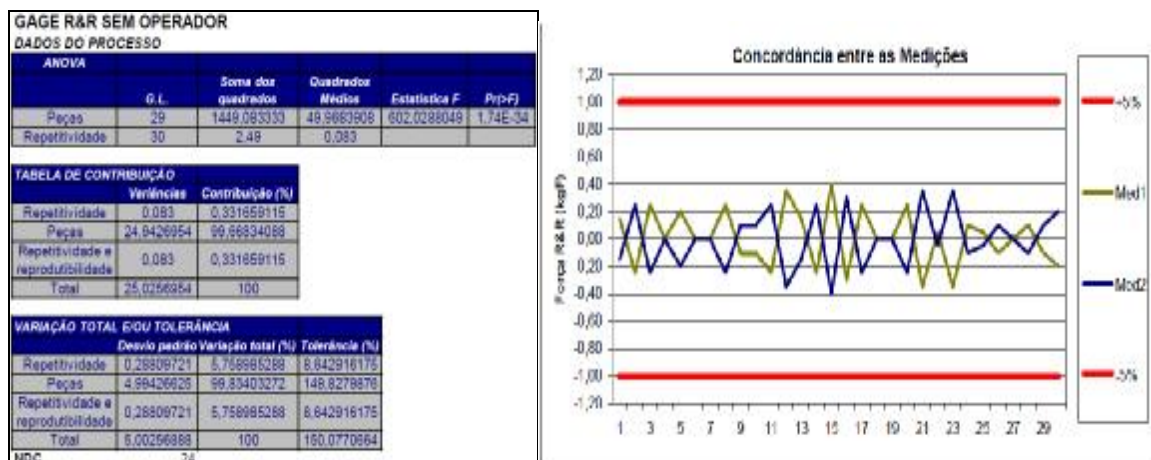 GAGE R&R SEM OPERADOR
DADOS DO PROCESSO
ANOVA
G.L. Soma dos quadrados Quadrados Médios Estatística F Pr(>F)
Peças 29 1449,083333 49,9683908 602,0288049 1,74E-34
Repetitividade 30 2,49 0,083
TABELA DE CONTRIBUIÇÃO
Variâncias Contribuição (%)
Repetitividade 0,083 0,331659115
Peças 24,9426954 99,66834088
Repetitividade e reprodutibilidade 0,083 0,331659115
Total 25,0256954 100
VARIAÇÃO TOTAL E/OU TOLERÂNCIA
Desvio padrão Variação total (%) Tolerância (%)
Repetitividade 0,28809721 5,758985288 8,642916175
Peças 4,99426625 99,83403272 149,8279876
Repetitividade e reprodutibilidade 0,28809721 5,758985288 8,642916175
Total 5,00256888 100 150,0770664
NDC 24
Concordância entre as Medições
Força R&R (kgF)
1,20
1,00
0,80
0,60
0,40
0,20
0,00
-0,20
-0,40
-0,60
-0,80
-1,00
-1,20
1 3 5 7 9 11 13 15 17 19 21 23 25 27 29
+5%
Med1
Med2
-5%